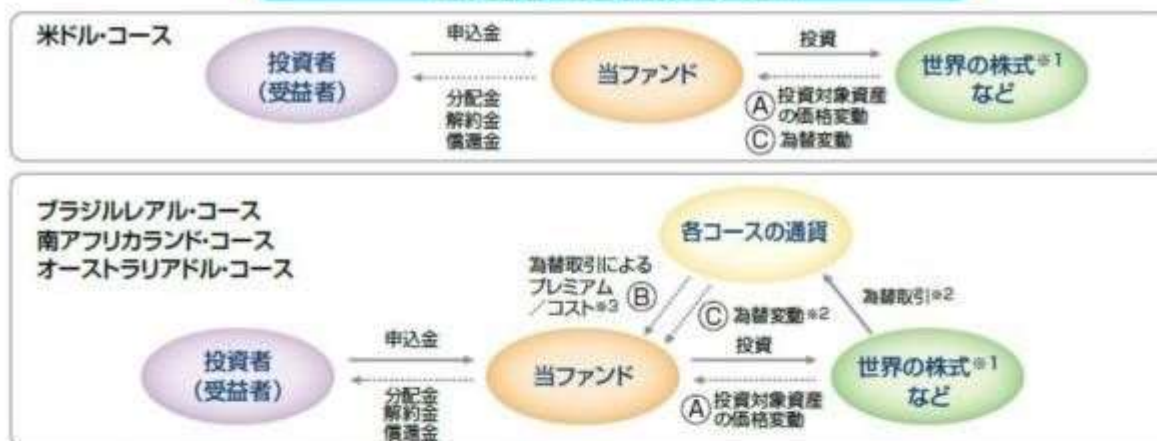 米ドル・コース
投資者
(受益者)
申込金
分配金
解約金
償還金
当ファンド
投資
Ⓐ投資対象資産
の価格変動
Ⓒ為替変動
世界の株式※1
など
ブラジルレアル・コース
南アフリカランド・コース
オーストラリアドル・コース
各コースの通貨
為替取引による
プレミアム
/コスト※3 Ⓑ
Ⓒ 為替変動※2
為替取引※2
投資者
(受益者)
申込金
分配金
解約金
償還金
当ファンド
投資
Ⓐ投資対象資産
の価格変動
世界の株式※1
など